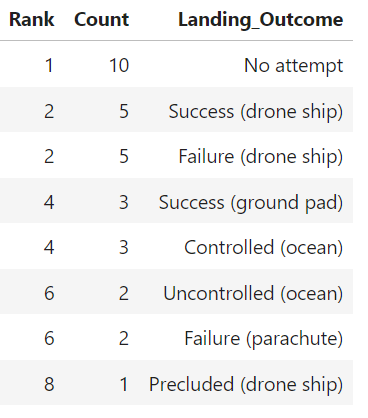 Rank Count Landing_Outcome
1 10 No attempt
2 5 Success (drone ship)
2 5 Failure (drone ship)
4 3 Success (ground pad)
4 3 Controlled (ocean)
6 2 Uncontrolled (ocean)
6 2 Failure (parachute)
8 1 Precluded (drone ship)